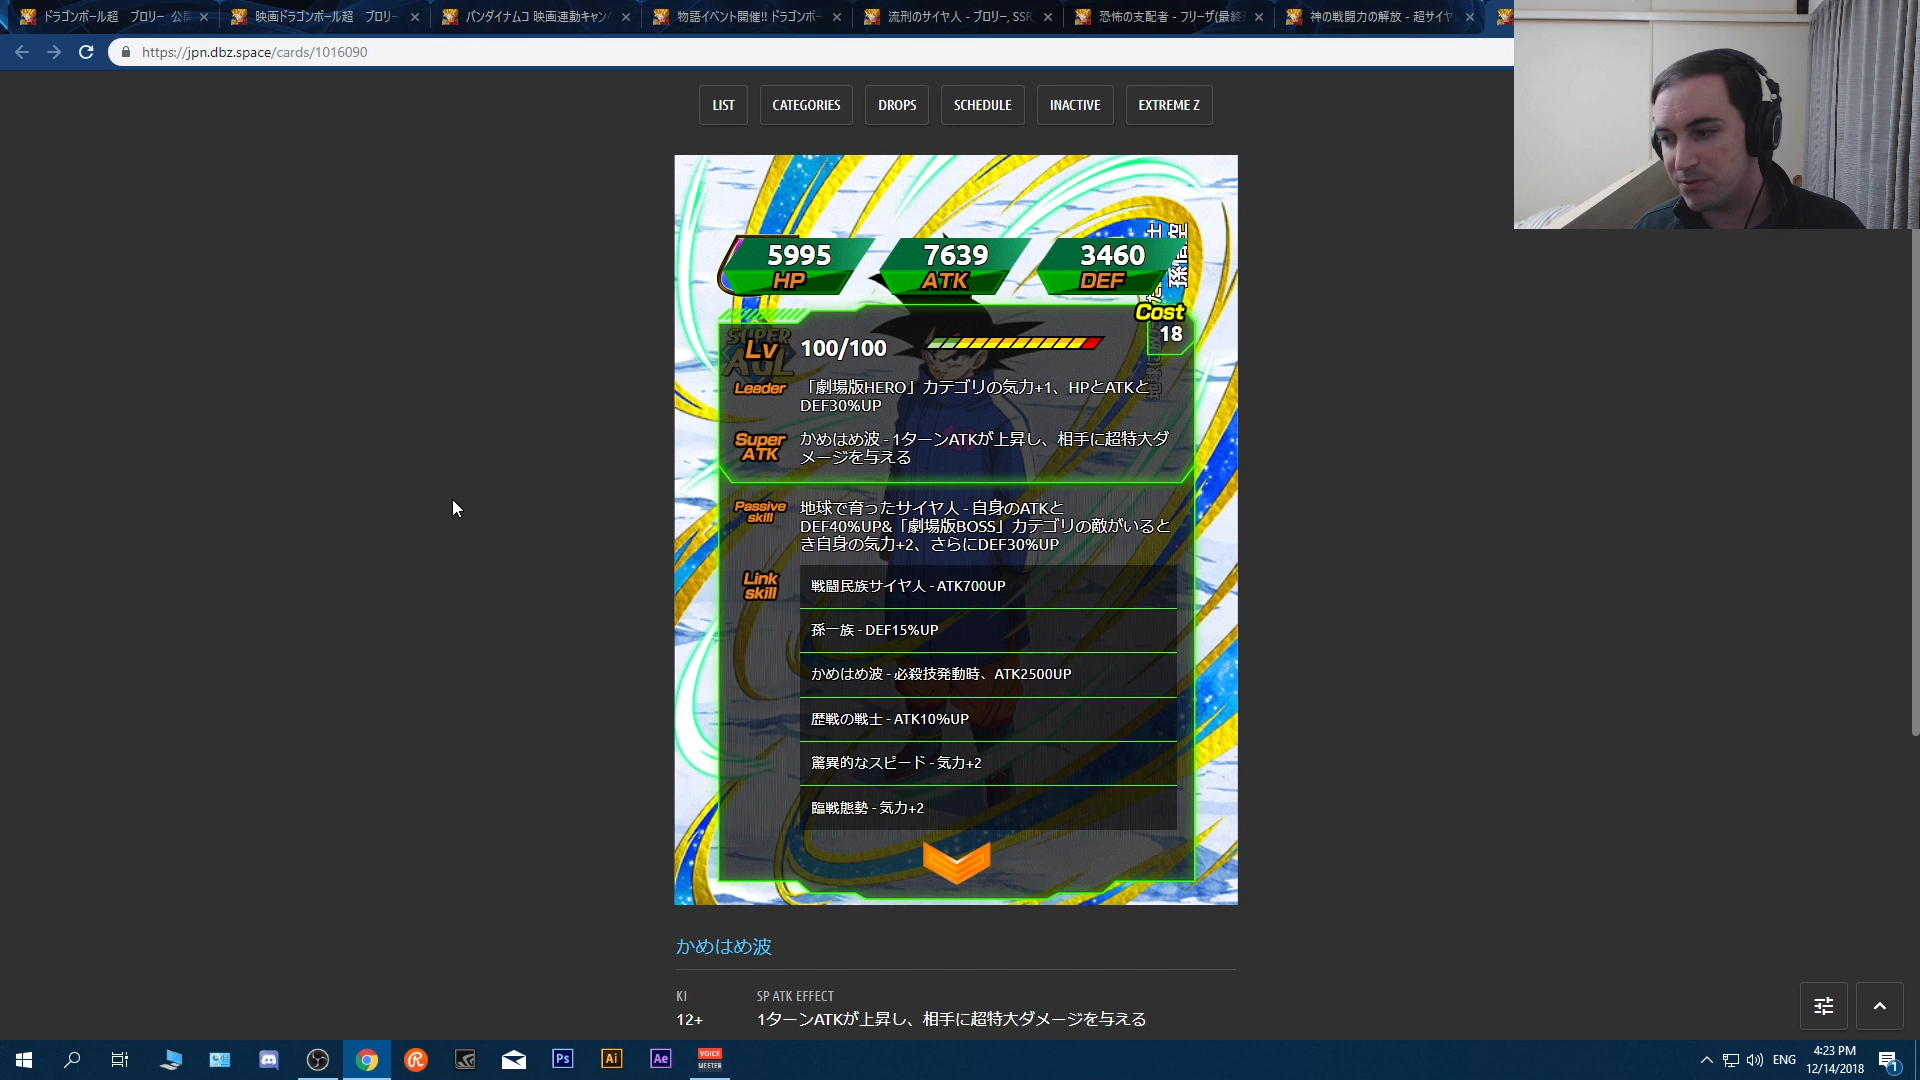 ドラゴンボール超 ブロリー 公開
映画ドラゴンボール超 ブロリー
バンダイナムコ 映画連動キャンペ
物語イベント開催!! ドラゴンボー
流刑のサイヤ人 - ブロリー, SSR
恐怖の支配者 - フリーザ(最終
神の戦闘力の解放 - 超サイヤ
https://jpn.dbz.space/cards/1016090
LIST
CATEGORIES
DROPS
SCHEDULE
INACTIVE
EXTREME Z
5995
7639
3460
HP
ATK
DEF
Cost
18
SUPER
AGL
Lv
100/100
Leader
「劇場版HERO」カテゴリの気力+1、HPとATKと
DEF30%UP
Super
ATK
かめはめ波 - 1ターンATKが上昇し、相手に超特大ダ
メージを与える
Passive
skill
地球で育ったサイヤ人 - 自身のATKと
DEF40%UP&「劇場版BOSS」カテゴリの敵がいると
き自身の気力+2、さらにDEF30%UP
Link
skill
戦闘民族サイヤ人 - ATK700UP
孫一族 - DEF15%UP
かめはめ波 - 必殺技発動時、ATK2500UP
歴戦の戦士 - ATK10%UP
驚異的なスピード - 気力+2
臨戦態勢 - 気力+2
かめはめ波
KI
SP ATK EFFECT
12+
1ターンATKが上昇し、相手に超特大ダメージを与える
Ps
Ai
Ae
VOICE
MEETER
ENG
4:23 PM
12/14/2018
1